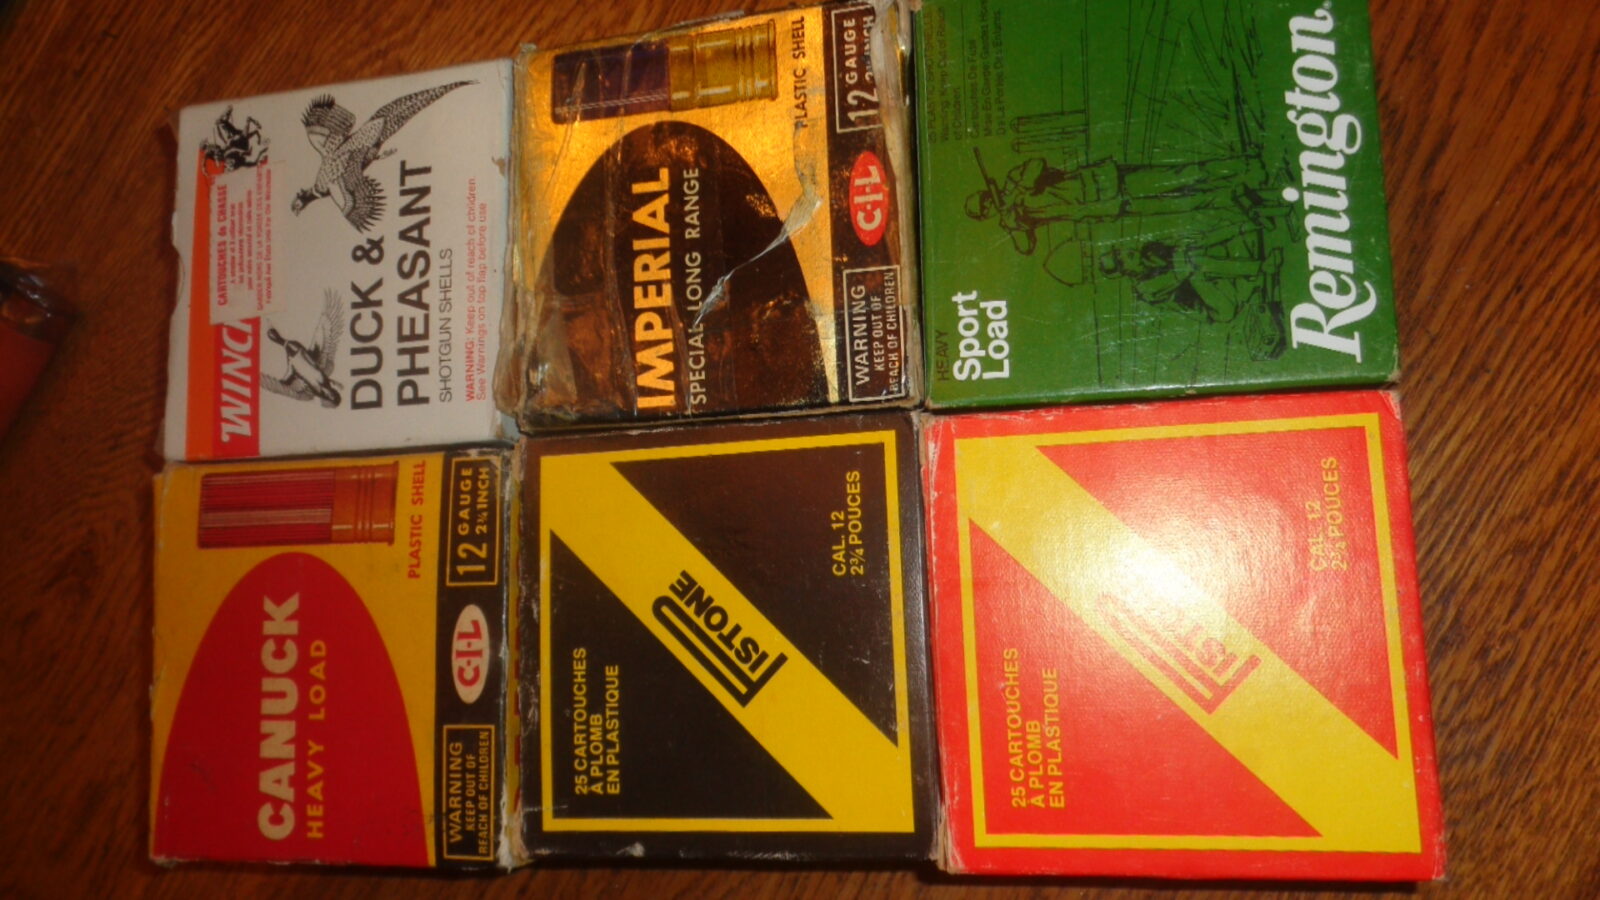 CARTOUCHES de CHASSE
DUCK &
PHEASANT
SHOTGUN SHELLS
WARNING: Keep out of reach of children.
See Warnings on top flap before use
IMPERIAL
SPECIAL LONG RANGE
PLASTIC SHELL
12 GAUGE
C-I-L
WARNING
KEEP OUT OF
REACH OF CHILDREN
HEAVY
Sport
Load
Remington.
CANUCK
HEAVY LOAD
PLASTIC SHELL
12 GAUGE
2¾ INCH
C-I-L
WARNING
KEEP OUT OF
REACH OF CHILDREN
25 CARTOUCHES
À PLOMB
EN PLASTIQUE
PISTONE
CAL. 12
2¾ POUCES
25 CARTOUCHES
À PLOMB
EN PLASTIQUE
CAL. 12
2¾ POUCES